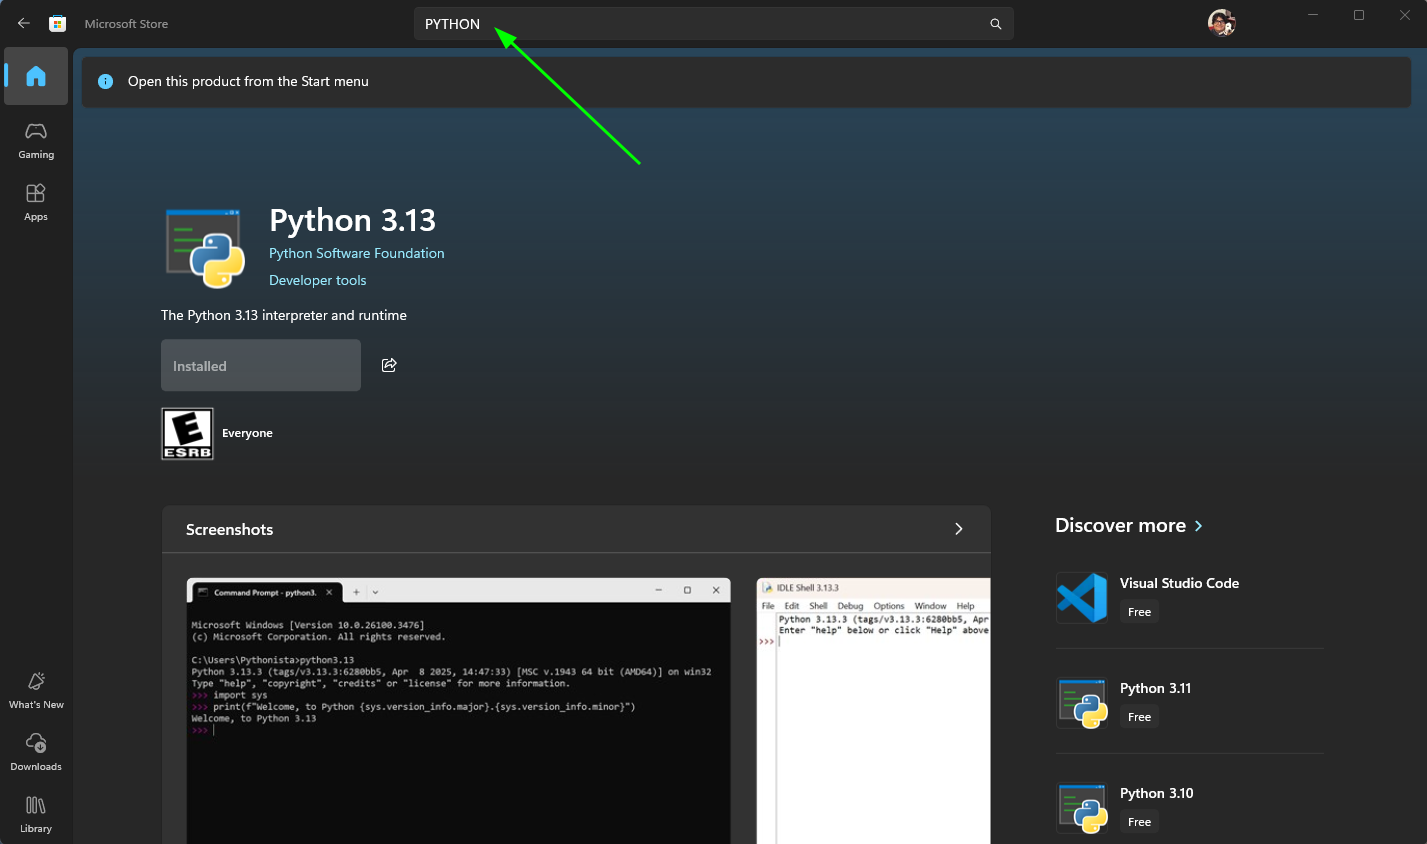 Microsoft Store
PYTHON
Open this product from the Start menu
Gaming
Apps
Python 3.13
Python Software Foundation
Developer tools
The Python 3.13 interpreter and runtime
Installed
E
ESRB
Everyone
Screenshots
Command Prompt - python3.
Microsoft Windows [Version 10.0.26100.3476]
(c) Microsoft Corporation. All rights reserved.
C:\Users\Pythonista>python3.13
Python 3.13.3 (tags/v3.13.3:6280bb5, Apr  8 2025, 14:47:33) [MSC v.1943 64 bit (AMD64)] on win32
Type "help", "copyright", "credits" or "license" for more information.
>>> import sys
>>> print(f"Welcome, to Python {sys.version_info.major}.{sys.version_info.minor}")
Welcome, to Python 3.13
>>>
IDLE Shell 3.13.3
File Edit Shell Debug Options Window Help
Python 3.13.3 (tags/v3.13.3:6280bb5, Apr
Enter "help" below or click "Help" above
>>>
Discover more
Visual Studio Code
Free
Python 3.11
Free
Python 3.10
Free
What's New
Downloads
Library